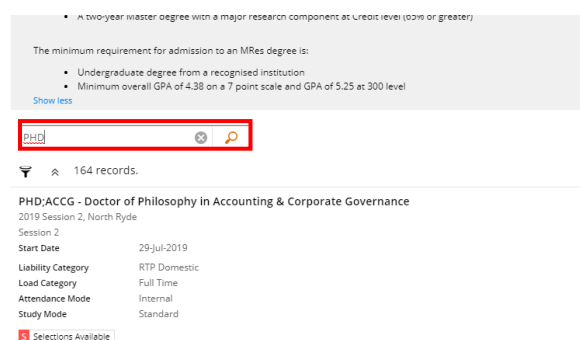 • A two-year Master degree with a major research component at Credit level (65% or greater)
The minimum requirement for admission to an MRes degree is:
• Undergraduate degree from a recognised institution
• Minimum overall GPA of 4.38 on a 7 point scale and GPA of 5.25 at 300 level
Show less
PHD
164 records.
PHD;ACCG - Doctor of Philosophy in Accounting & Corporate Governance
2019 Session 2, North Ryde
Session 2
Start Date 29-Jul-2019
Liability Category RTP Domestic
Load Category Full Time
Attendance Mode Internal
Study Mode Standard
S Selections Available